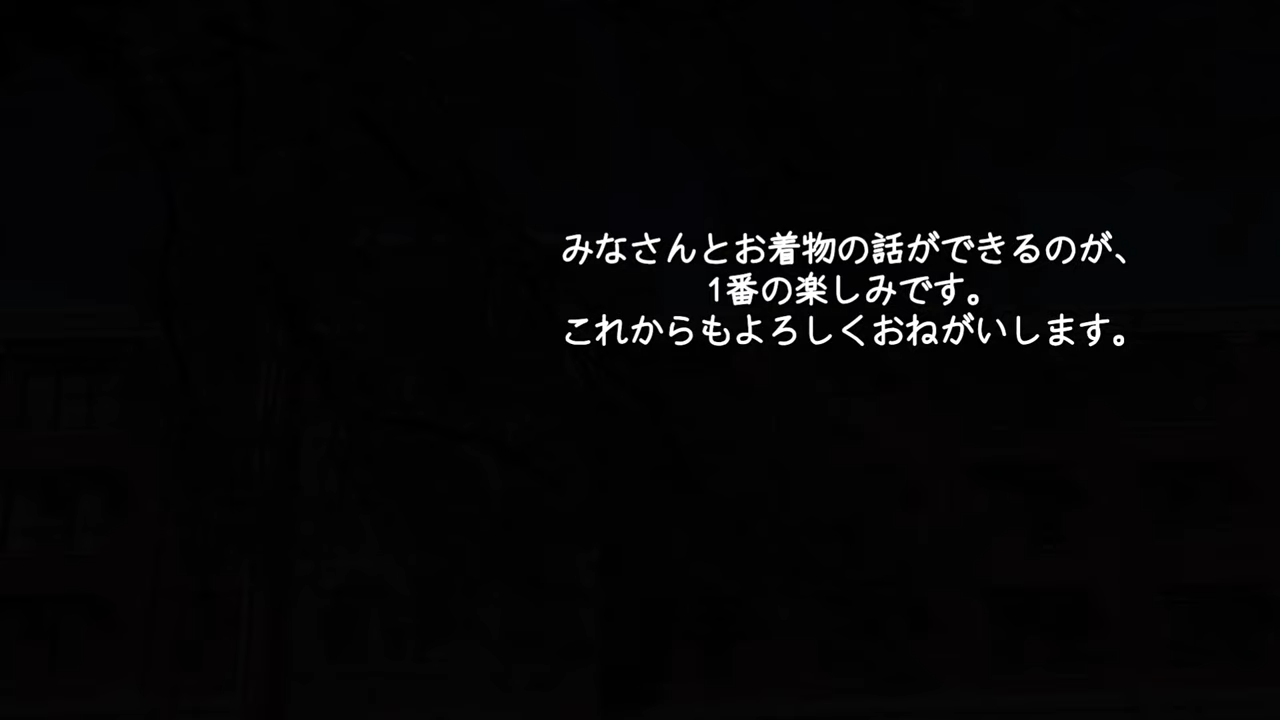 みなさんとお着物の話ができるのが、
1番の楽しみです。
これからもよろしくおねがいします。